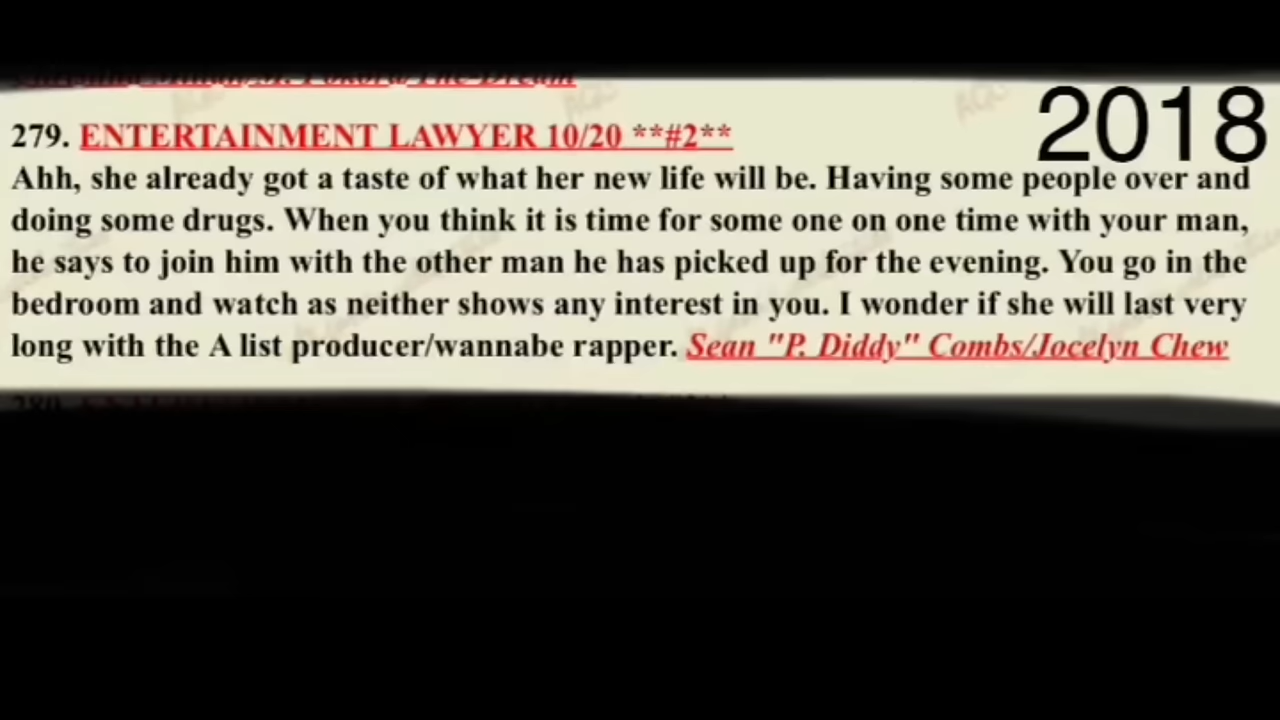 2018
279. ENTERTAINMENT LAWYER 10/20 **#2**
Ahh, she already got a taste of what her new life will be. Having some people over and
doing some drugs. When you think it is time for some one on one time with your man,
he says to join him with the other man he has picked up for the evening. You go in the
bedroom and watch as neither shows any interest in you. I wonder if she will last very
long with the A list producer/wannabe rapper. Sean "P. Diddy" Combs/Jocelyn Chew